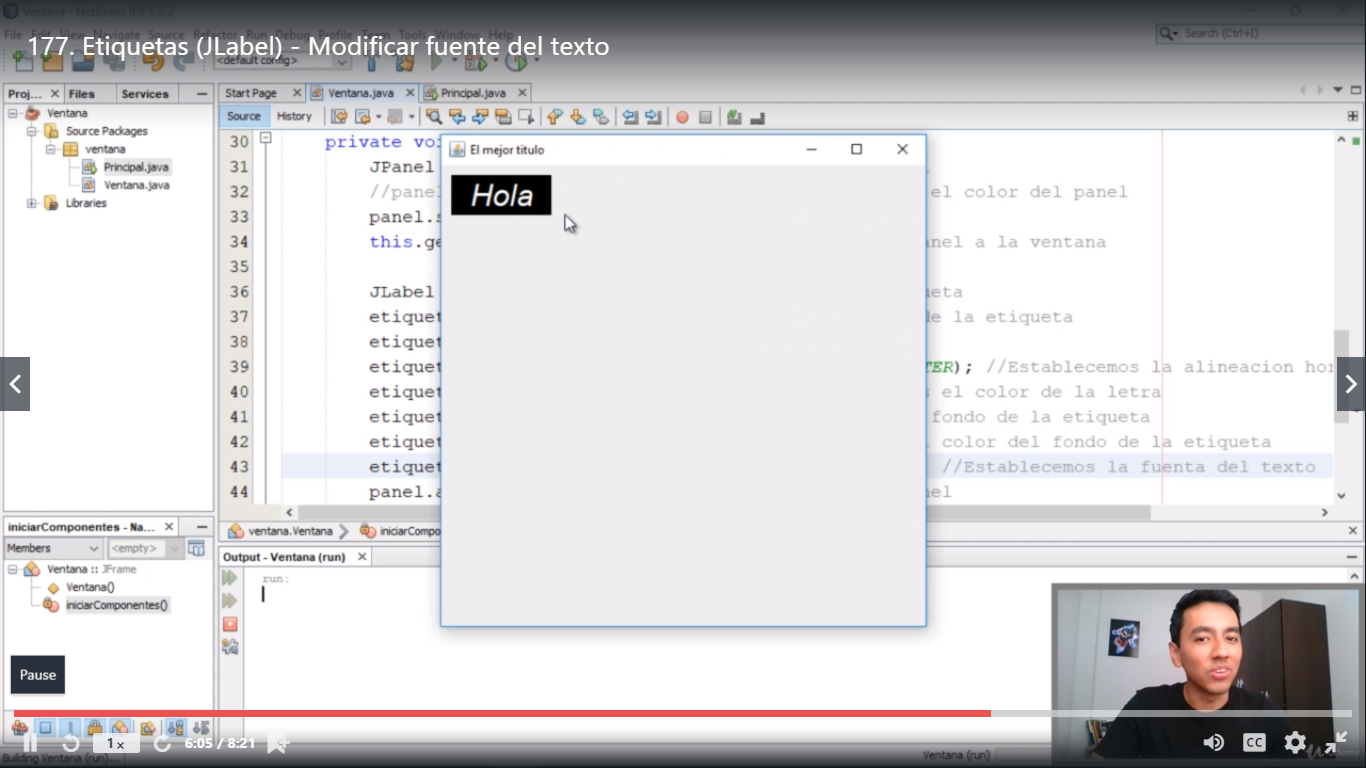 Ventana - NetBeans IDE 8.0.2
File Edit View Navigate Source Refactor Run Debug Profile Team Tools Window Help
Search (Ctrl+I)
177. Etiquetas (JLabel) - Modificar fuente del texto
<default config>
Proj... Files Services
Start Page Ventana.java Principal.java
Source History
Ventana
Source Packages
ventana
Principal.java
Ventana.java
Libraries
30 private voi
31 JPanel
32 //pane el color del panel
33 panel.s
34 this.ge nel a la ventana
35
36 JLabel eta
37 etiquet de la etiqueta
38 etiquet
39 etiquet TER); //Establecemos la alineacion hor
40 etiquet el color de la letra
41 etiquet fondo de la etiqueta
42 etiquet color del fondo de la etiqueta
43 etiquet //Establecemos la fuenta del texto
44 panel.a el
El mejor titulo
Hola
ventana.Ventana iniciarCompo
iniciarComponentes - Na...
Members <empty>
Ventana :: JFrame
Ventana()
iniciarComponentes()
Output - Ventana (run)
run:
Pause
1x
6:05 / 8:21
CC
Building Ventana (run)...
Ventana (run)
Udemy